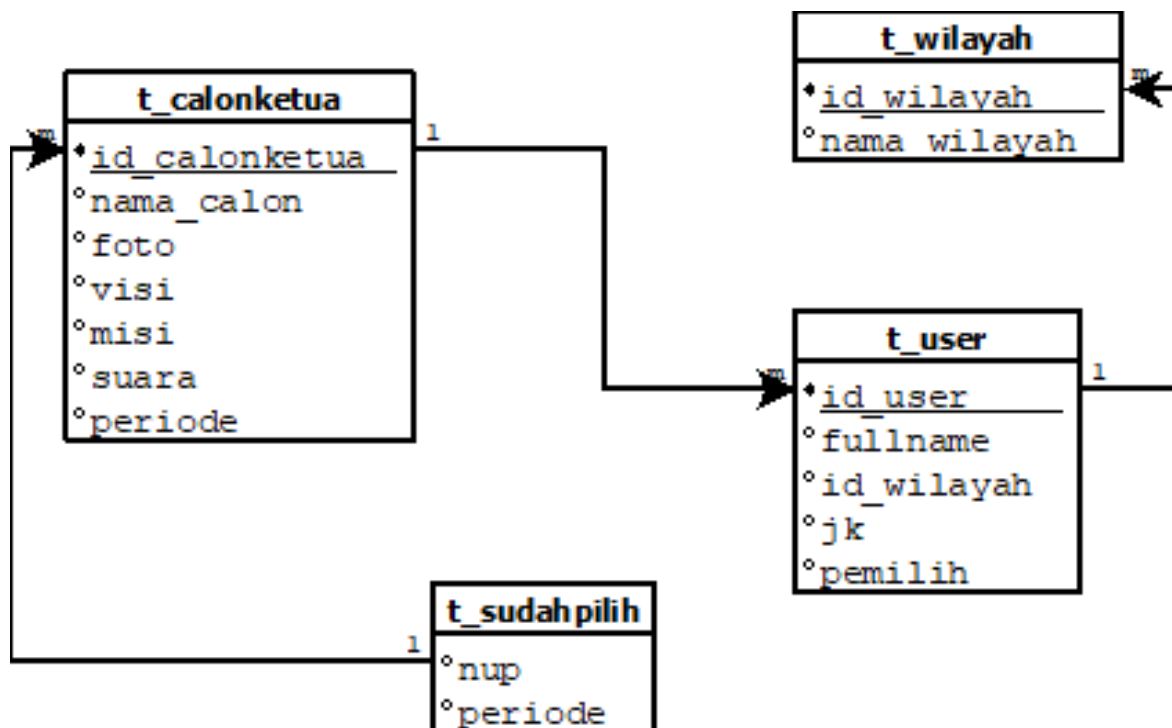 t_wilayah
m
id_wilayah
nama_wilayah
t_calonketua
m
1
id_calonketua
nama_calon
foto
visi
misi
suara
periode
t_user
m
1
id_user
fullname
id_wilayah
jk
pemilih
t_sudahpilih
1
nup
periode